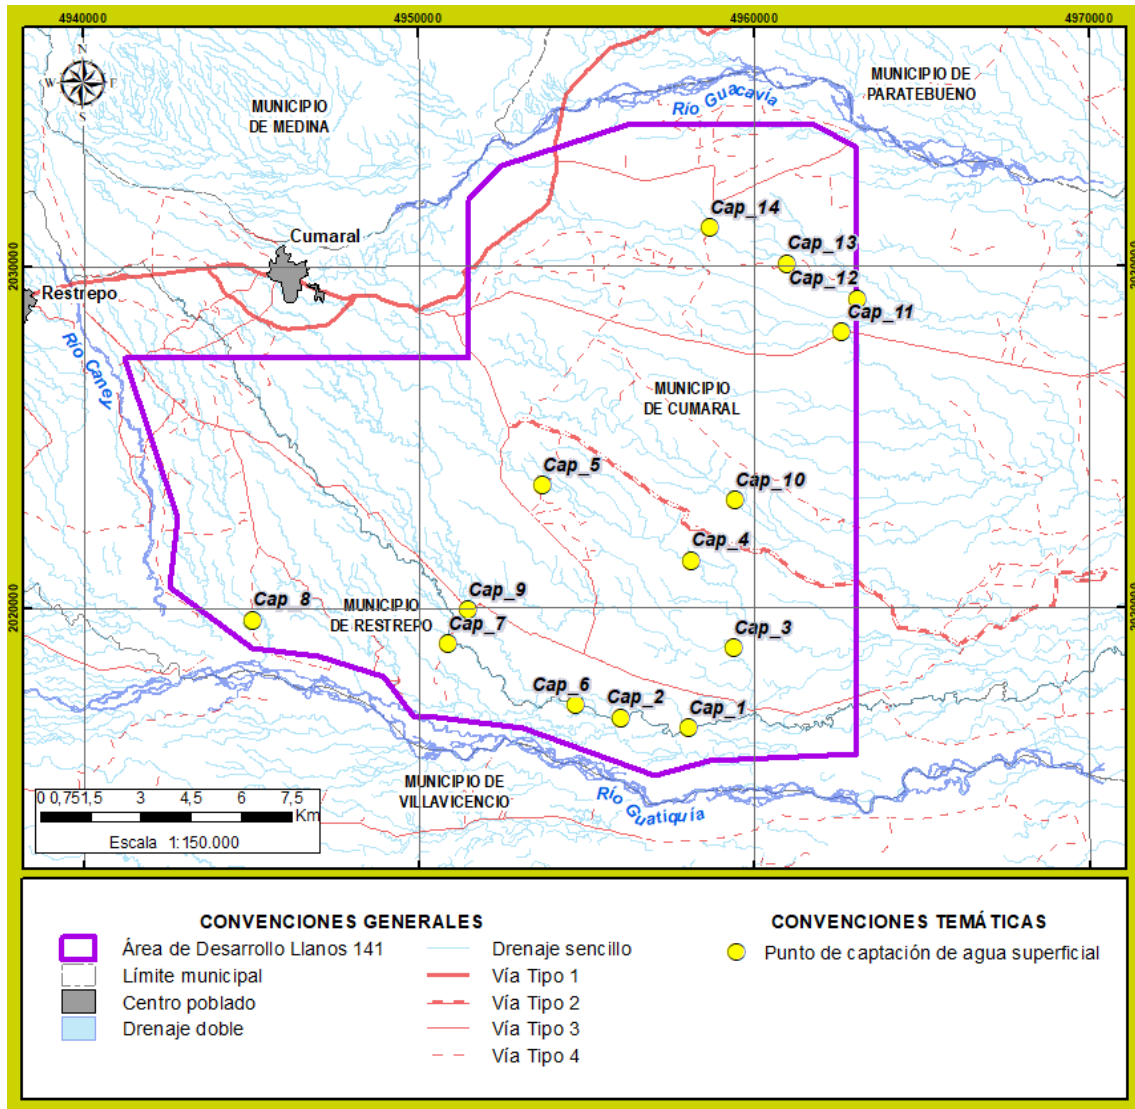 4940000
4950000
4960000
4970000
N
W
E
S
MUNICIPIO
DE MEDINA
MUNICIPIO DE
PARATEBUENO
Río Guacavía
Cap_14
Cumaral
Cap_13
2030000
2030000
Cap_12
Restrepo
Cap_11
Río Caney
MUNICIPIO
DE CUMARAL
Cap_5
Cap_10
Cap_4
Cap_9
Cap_8
MUNICIPIO
DE RESTREPO
2020000
2020000
Cap_7
Cap_3
Cap_6
Cap_2
Cap_1
MUNICIPIO DE
VILLAVICENCIO
Río Guatiquía
0 0,75 1,5 3 4,5 6 7,5
Km
Escala 1:150.000
CONVENCIONES GENERALES
Área de Desarrollo Llanos 141
Límite municipal
Centro poblado
Drenaje doble
Drenaje sencillo
Vía Tipo 1
Vía Tipo 2
Vía Tipo 3
Vía Tipo 4
CONVENCIONES TEMÁTICAS
Punto de captación de agua superficial